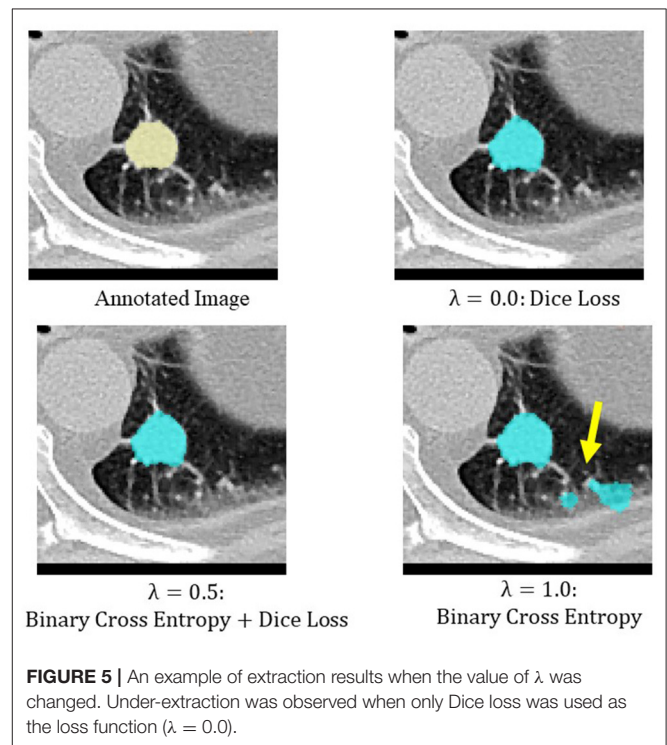 Annotated Image
λ = 0.0: Dice Loss
λ = 0.5:
Binary Cross Entropy + Dice Loss
λ = 1.0:
Binary Cross Entropy
FIGURE 5 | An example of extraction results when the value of λ was
changed. Under-extraction was observed when only Dice loss was used as
the loss function (λ = 0.0).